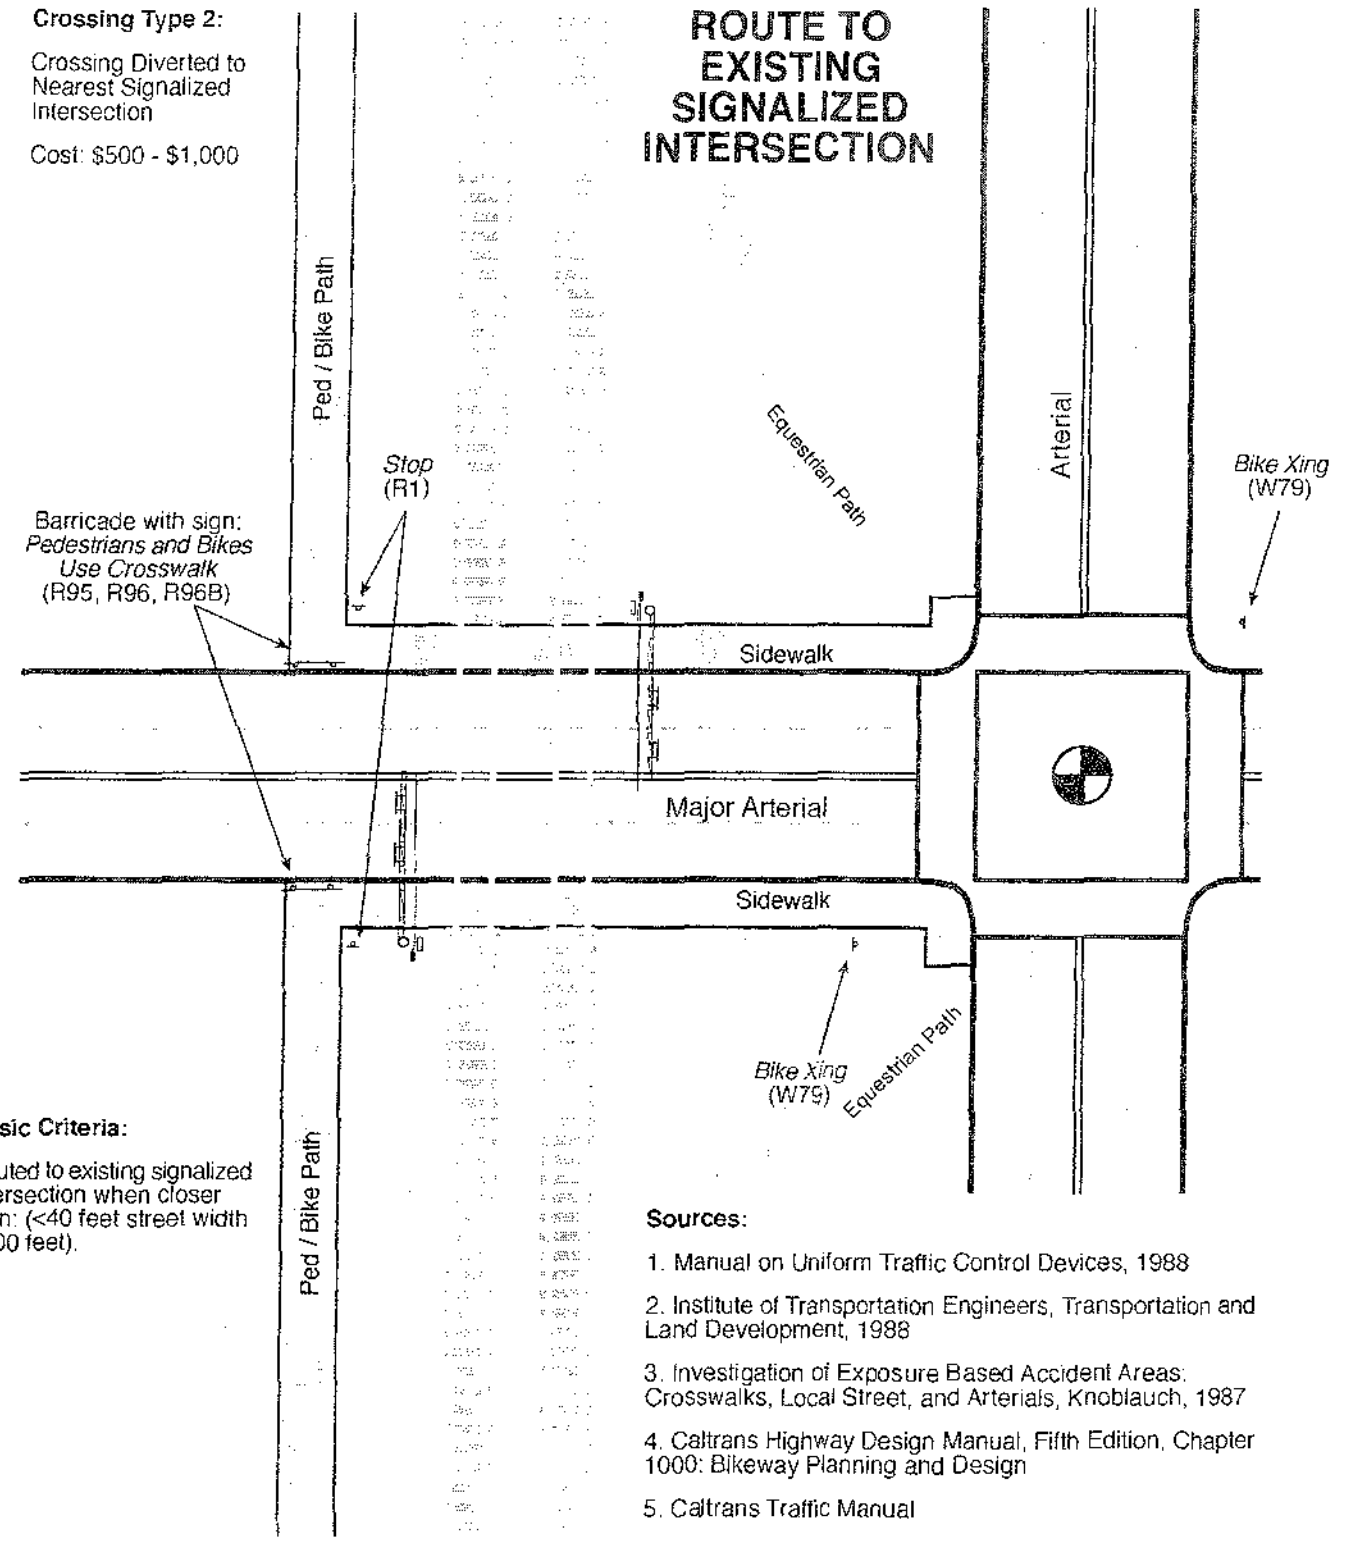 Crossing Type 2:
Crossing Diverted to
Nearest Signalized
Intersection
Cost: $500 - $1,000
ROUTE TO
EXISTING
SIGNALIZED
INTERSECTION
Ped / Bike Path
Equestrian Path
Arterial
Stop
(R1)
Bike Xing
(W79)
Barricade with sign:
Pedestrians and Bikes
Use Crosswalk
(R95, R96, R96B)
Sidewalk
Major Arterial
Sidewalk
Bike Xing
(W79)
Equestrian Path
Ped / Bike Path
sic Criteria:
uted to existing signalized
ersection when closer
n: (<40 feet street width
00 feet).
Sources:
1. Manual on Uniform Traffic Control Devices, 1988
2. Institute of Transportation Engineers, Transportation and
Land Development, 1988
3. Investigation of Exposure Based Accident Areas:
Crosswalks, Local Street, and Arterials, Knoblauch, 1987
4. Caltrans Highway Design Manual, Fifth Edition, Chapter
1000: Bikeway Planning and Design
5. Caltrans Traffic Manual